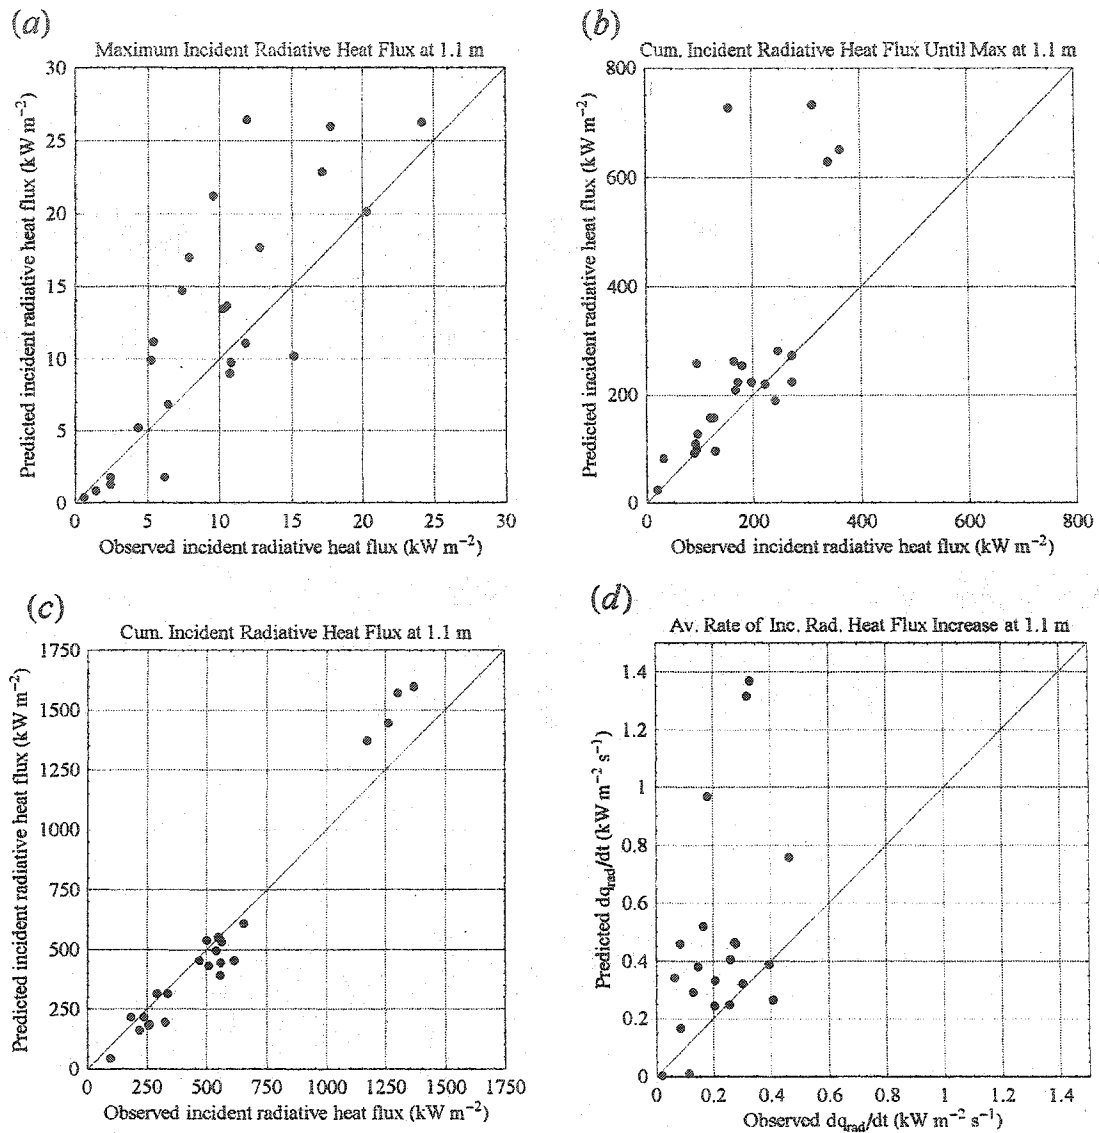 (a)
Maximum Incident Radiative Heat Flux at 1.1 m
Predicted incident radiative heat flux (kW m⁻²)
30
25
20
15
10
5
0
0 5 10 15 20 25 30
Observed incident radiative heat flux (kW m⁻²)
(b)
Cum. Incident Radiative Heat Flux Until Max at 1.1 m
Predicted incident radiative heat flux (kW m⁻²)
800
600
400
200
0
0 200 400 600 800
Observed incident radiative heat flux (kW m⁻²)
(c)
Cum. Incident Radiative Heat Flux at 1.1 m
Predicted incident radiative heat flux (kW m⁻²)
1750
1500
1250
1000
750
500
250
0
0 250 500 750 1000 1250 1500 1750
Observed incident radiative heat flux (kW m⁻²)
(d)
Av. Rate of Inc. Rad. Heat Flux Increase at 1.1 m
Predicted dq_rad/dt (kW m⁻² s⁻¹)
1.4
1.2
1
0.8
0.6
0.4
0.2
0
0 0.2 0.4 0.6 0.8 1 1.2 1.4
Observed dq_rad/dt (kW m⁻² s⁻¹)